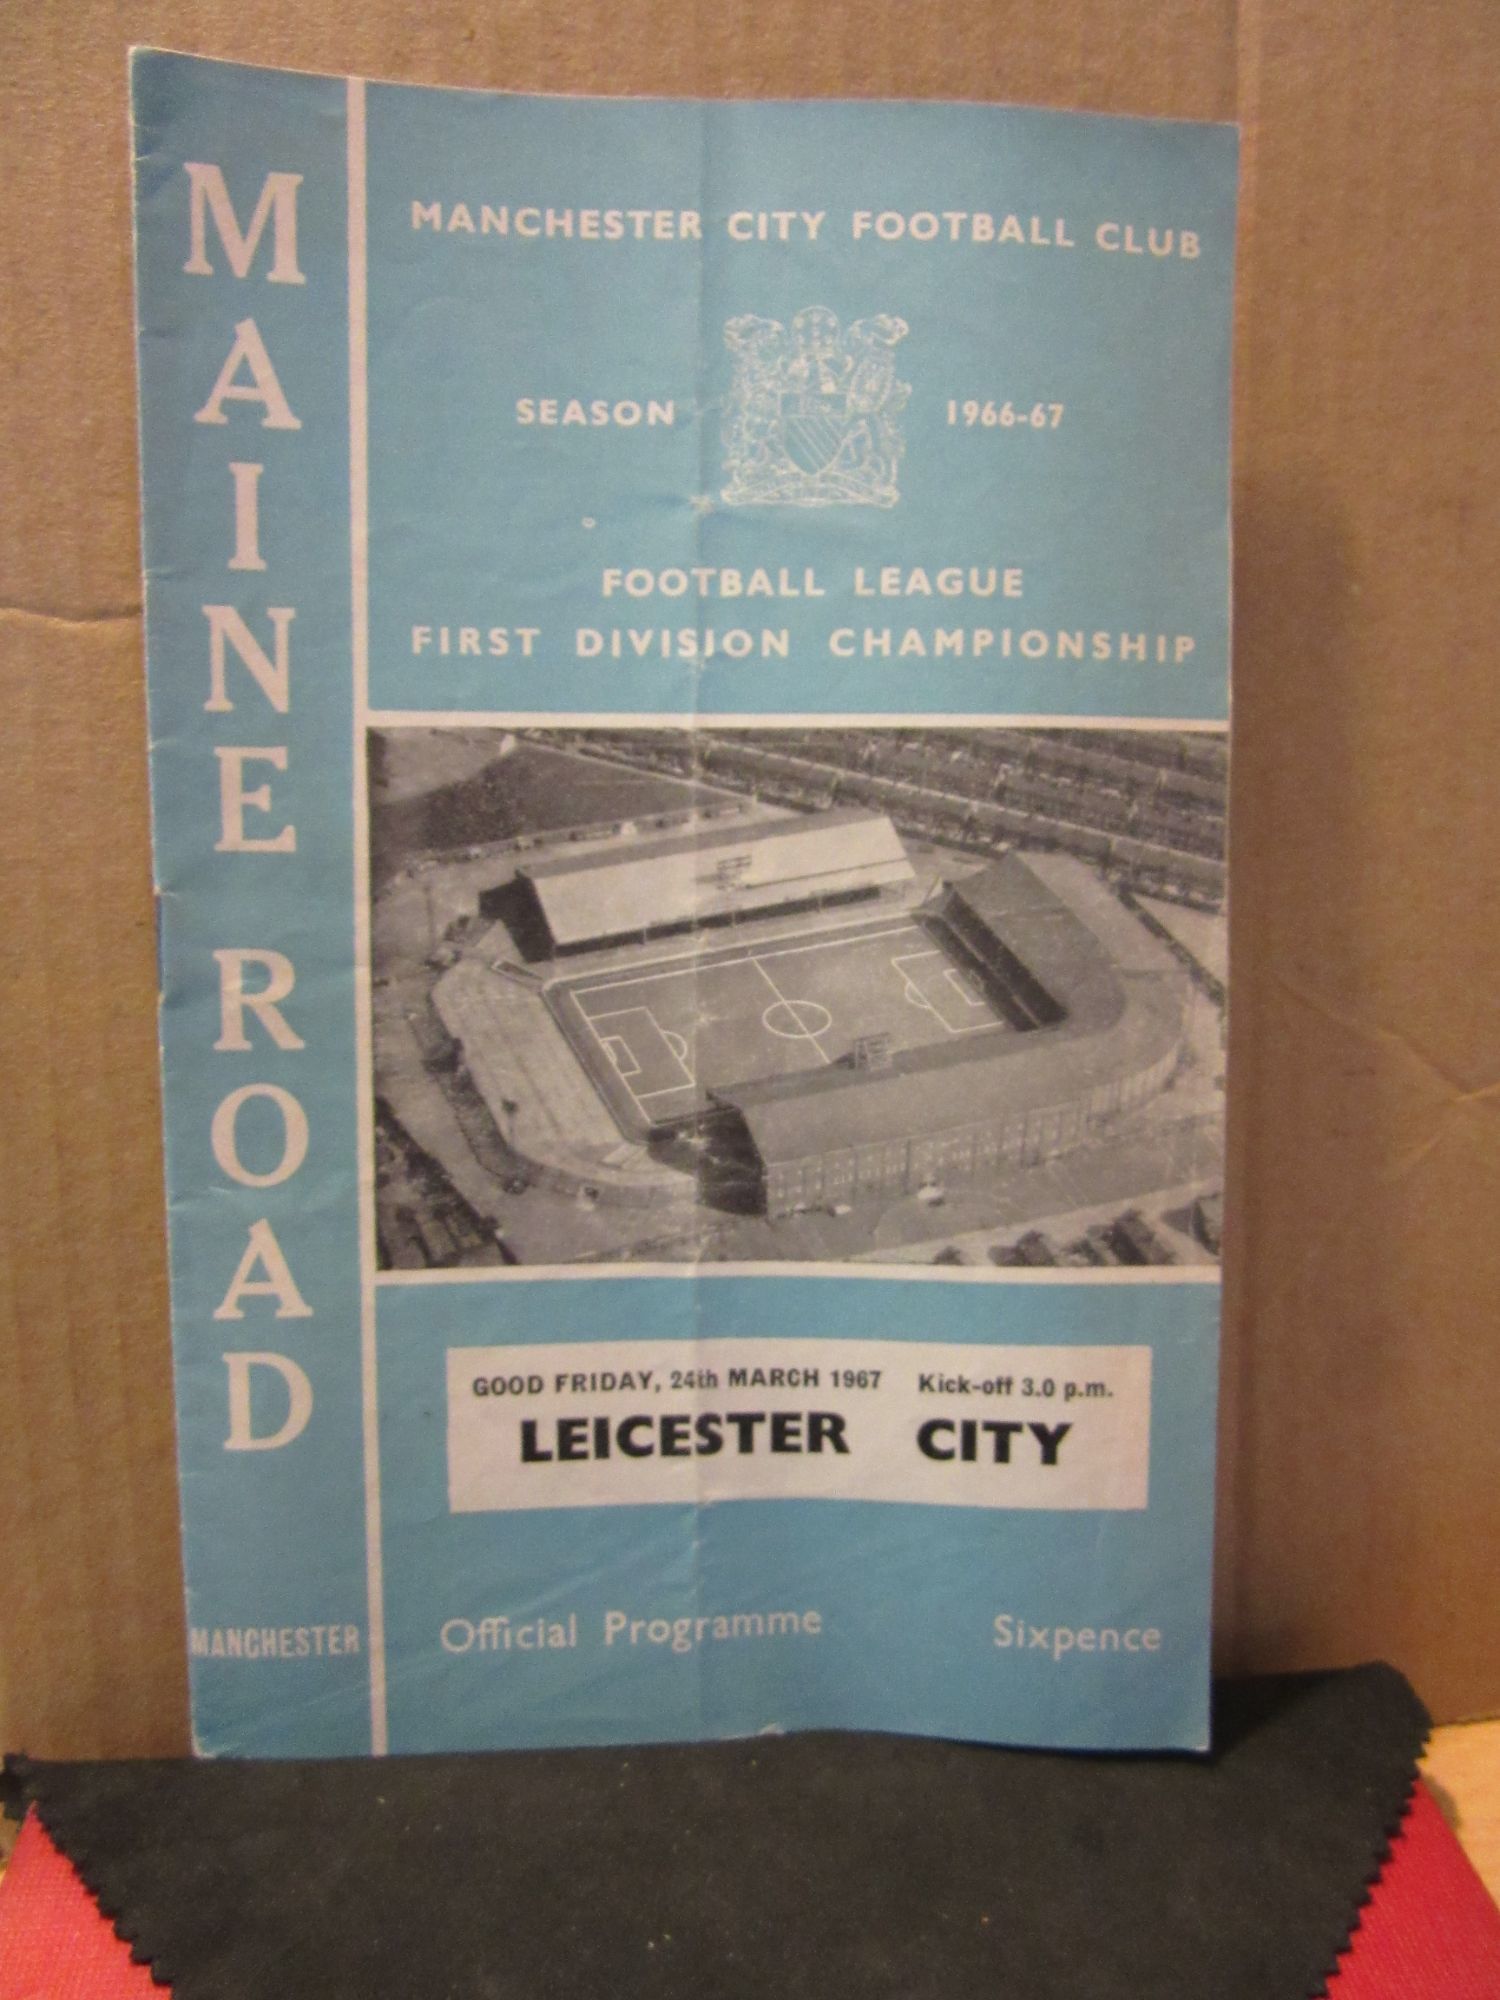 MAINE ROAD
MANCHESTER
MANCHESTER CITY FOOTBALL CLUB
SEASON 1966-67
FOOTBALL LEAGUE
FIRST DIVISION CHAMPIONSHIP
GOOD FRIDAY, 24th MARCH 1967 Kick-off 3.0 p.m.
LEICESTER CITY
Official Programme Sixpence